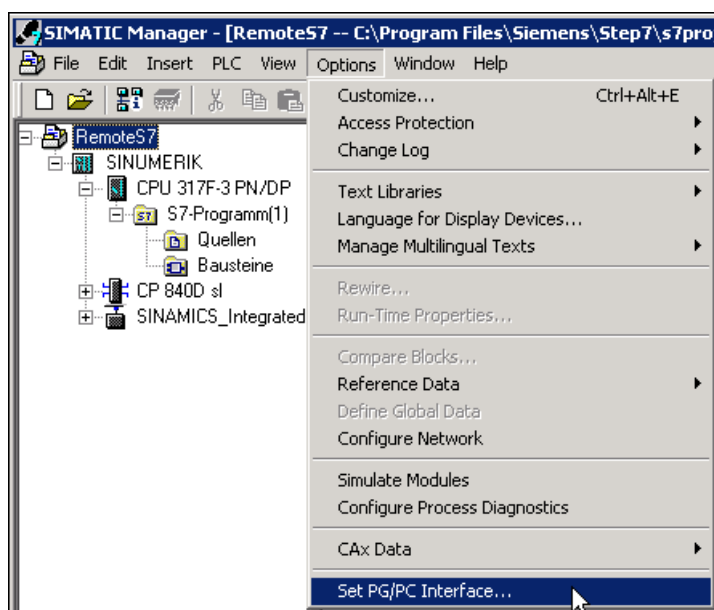 SIMATIC Manager - [RemoteS7 -- C:\Program Files\Siemens\Step7\s7pro
File Edit Insert PLC View Options Window Help
RemoteS7
SINUMERIK
CPU 317F-3 PN/DP
S7-Programm(1)
Quellen
Bausteine
CP 840D sl
SINAMICS_Integrated
Customize... Ctrl+Alt+E
Access Protection
Change Log
Text Libraries
Language for Display Devices...
Manage Multilingual Texts
Rewire...
Run-Time Properties...
Compare Blocks...
Reference Data
Define Global Data
Configure Network
Simulate Modules
Configure Process Diagnostics
CAx Data
Set PG/PC Interface...